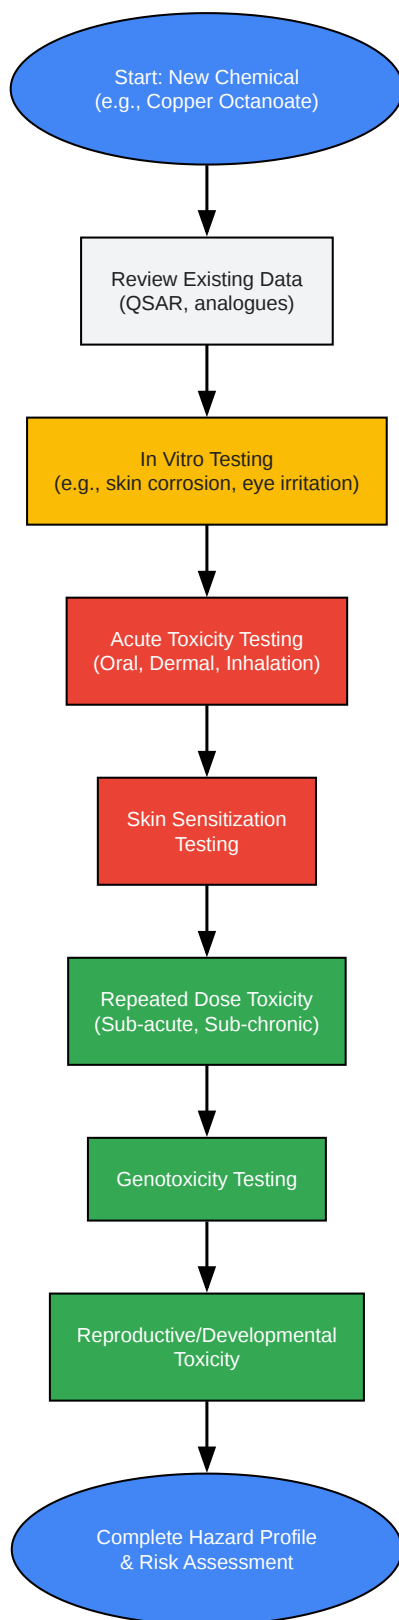 Start: New Chemical
(e.g., Copper Octanoate)
Review Existing Data
(QSAR, analogues)
In Vitro Testing
(e.g., skin corrosion, eye irritation)
Acute Toxicity Testing
(Oral, Dermal, Inhalation)
Skin Sensitization
Testing
Repeated Dose Toxicity
(Sub-acute, Sub-chronic)
Genotoxicity Testing
Reproductive/Developmental
Toxicity
Complete Hazard Profile
& Risk Assessment